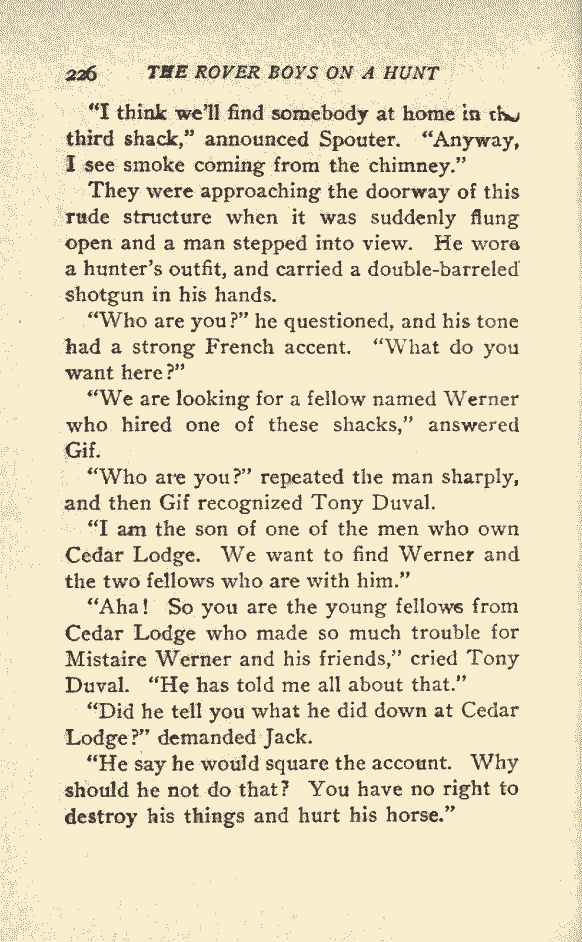 226 THE ROVER BOYS ON A HUNT
"I think we'll find somebody at home in the
third shack," announced Spouter. "Anyway,
I see smoke coming from the chimney."
They were approaching the doorway of this
rude structure when it was suddenly flung
open and a man stepped into view. He wore
a hunter's outfit, and carried a double-barreled
shotgun in his hands.
"Who are you?" he questioned, and his tone
had a strong French accent. "What do you
want here?"
"We are looking for a fellow named Werner
who hired one of these shacks," answered
Gif.
"Who are you?" repeated the man sharply,
and then Gif recognized Tony Duval.
"I am the son of one of the men who own
Cedar Lodge. We want to find Werner and
the two fellows who are with him."
"Aha! So you are the young fellows from
Cedar Lodge who made so much trouble for
Mistaire Werner and his friends," cried Tony
Duval. "He has told me all about that."
"Did he tell you what he did down at Cedar
Lodge?" demanded Jack.
"He say he would square the account. Why
should he not do that? You have no right to
destroy his things and hurt his horse."